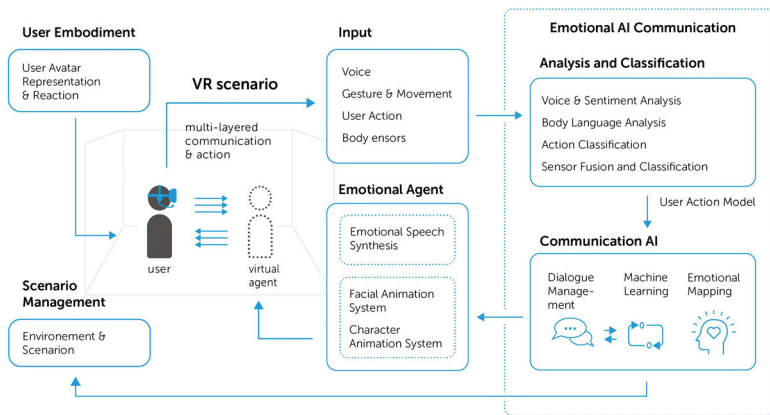 User Embodiment
User Avatar
Representation
& Reaction
VR scenario
multi-layered
communication
& action
user
virtual
agent
Scenario
Management
Environement &
Scenarion
Input
Voice
Gesture & Movement
User Action
Body ensors
Emotional Agent
Emotional Speech
Synthesis
Facial Animation
System
Character
Animation System
Emotional AI Communication
Analysis and Classification
Voice & Sentiment Analysis
Body Language Analysis
Action Classification
Sensor Fusion and Classification
User Action Model
Communication AI
Dialogue
Manage-
ment
Machine
Learning
Emotional
Mapping